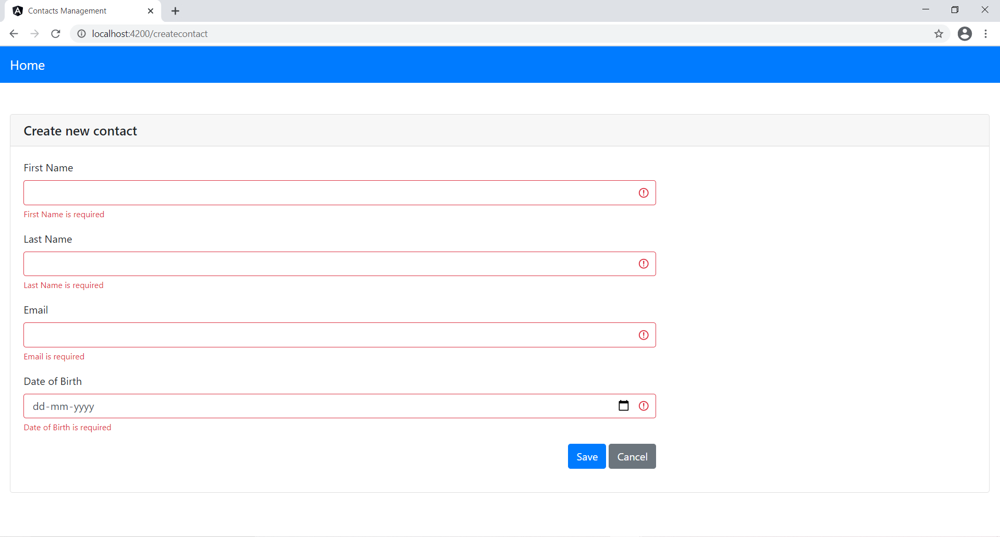 Contacts Management
localhost:4200/createcontact
Home
Create new contact
First Name
First Name is required
Last Name
Last Name is required
Email
Email is required
Date of Birth
dd-mm-yyyy
Date of Birth is required
Save Cancel